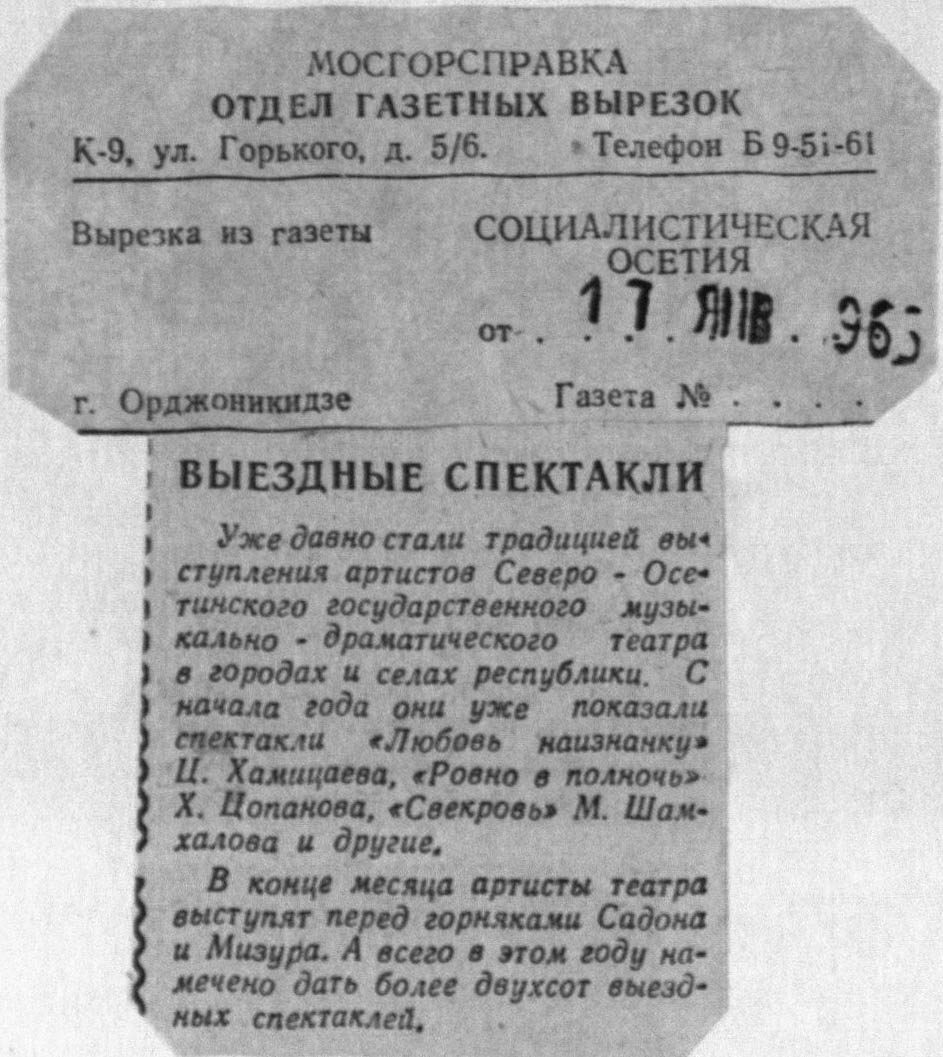 МОСГОРСПРАВКА
ОТДЕЛ ГАЗЕТНЫХ ВЫРЕЗОК
К-9, ул. Горького, д. 5/6. Телефон Б 9-51-61
Вырезка из газеты
СОЦИАЛИСТИЧЕСКАЯ
ОСЕТИЯ
от . . . . 17 ЯНВ . 965
г. Орджоникидзе Газета № . . . .
ВЫЕЗДНЫЕ СПЕКТАКЛИ
Уже давно стали традицией вы-
ступления артистов Северо - Осе-
тинского государственного музы-
кально - драматического театра
в городах и селах республики. С
начала года они уже показали
спектакли «Любовь наизнанку»
Ц. Хамицаева, «Ровно в полночь»
Х. Цопанова, «Свекровь» М. Шам-
халова и другие.
В конце месяца артисты театра
выступят перед горняками Садона
и Мизура. А всего в этом году на-
мечено дать более двухсот выезд-
ных спектаклей.